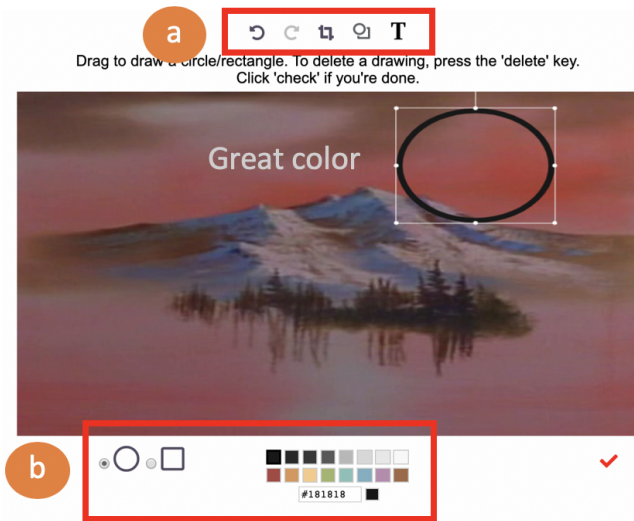 a
T
Drag to draw a circle/rectangle. To delete a drawing, press the 'delete' key.
Click 'check' if you're done.
Great color
b
#181818